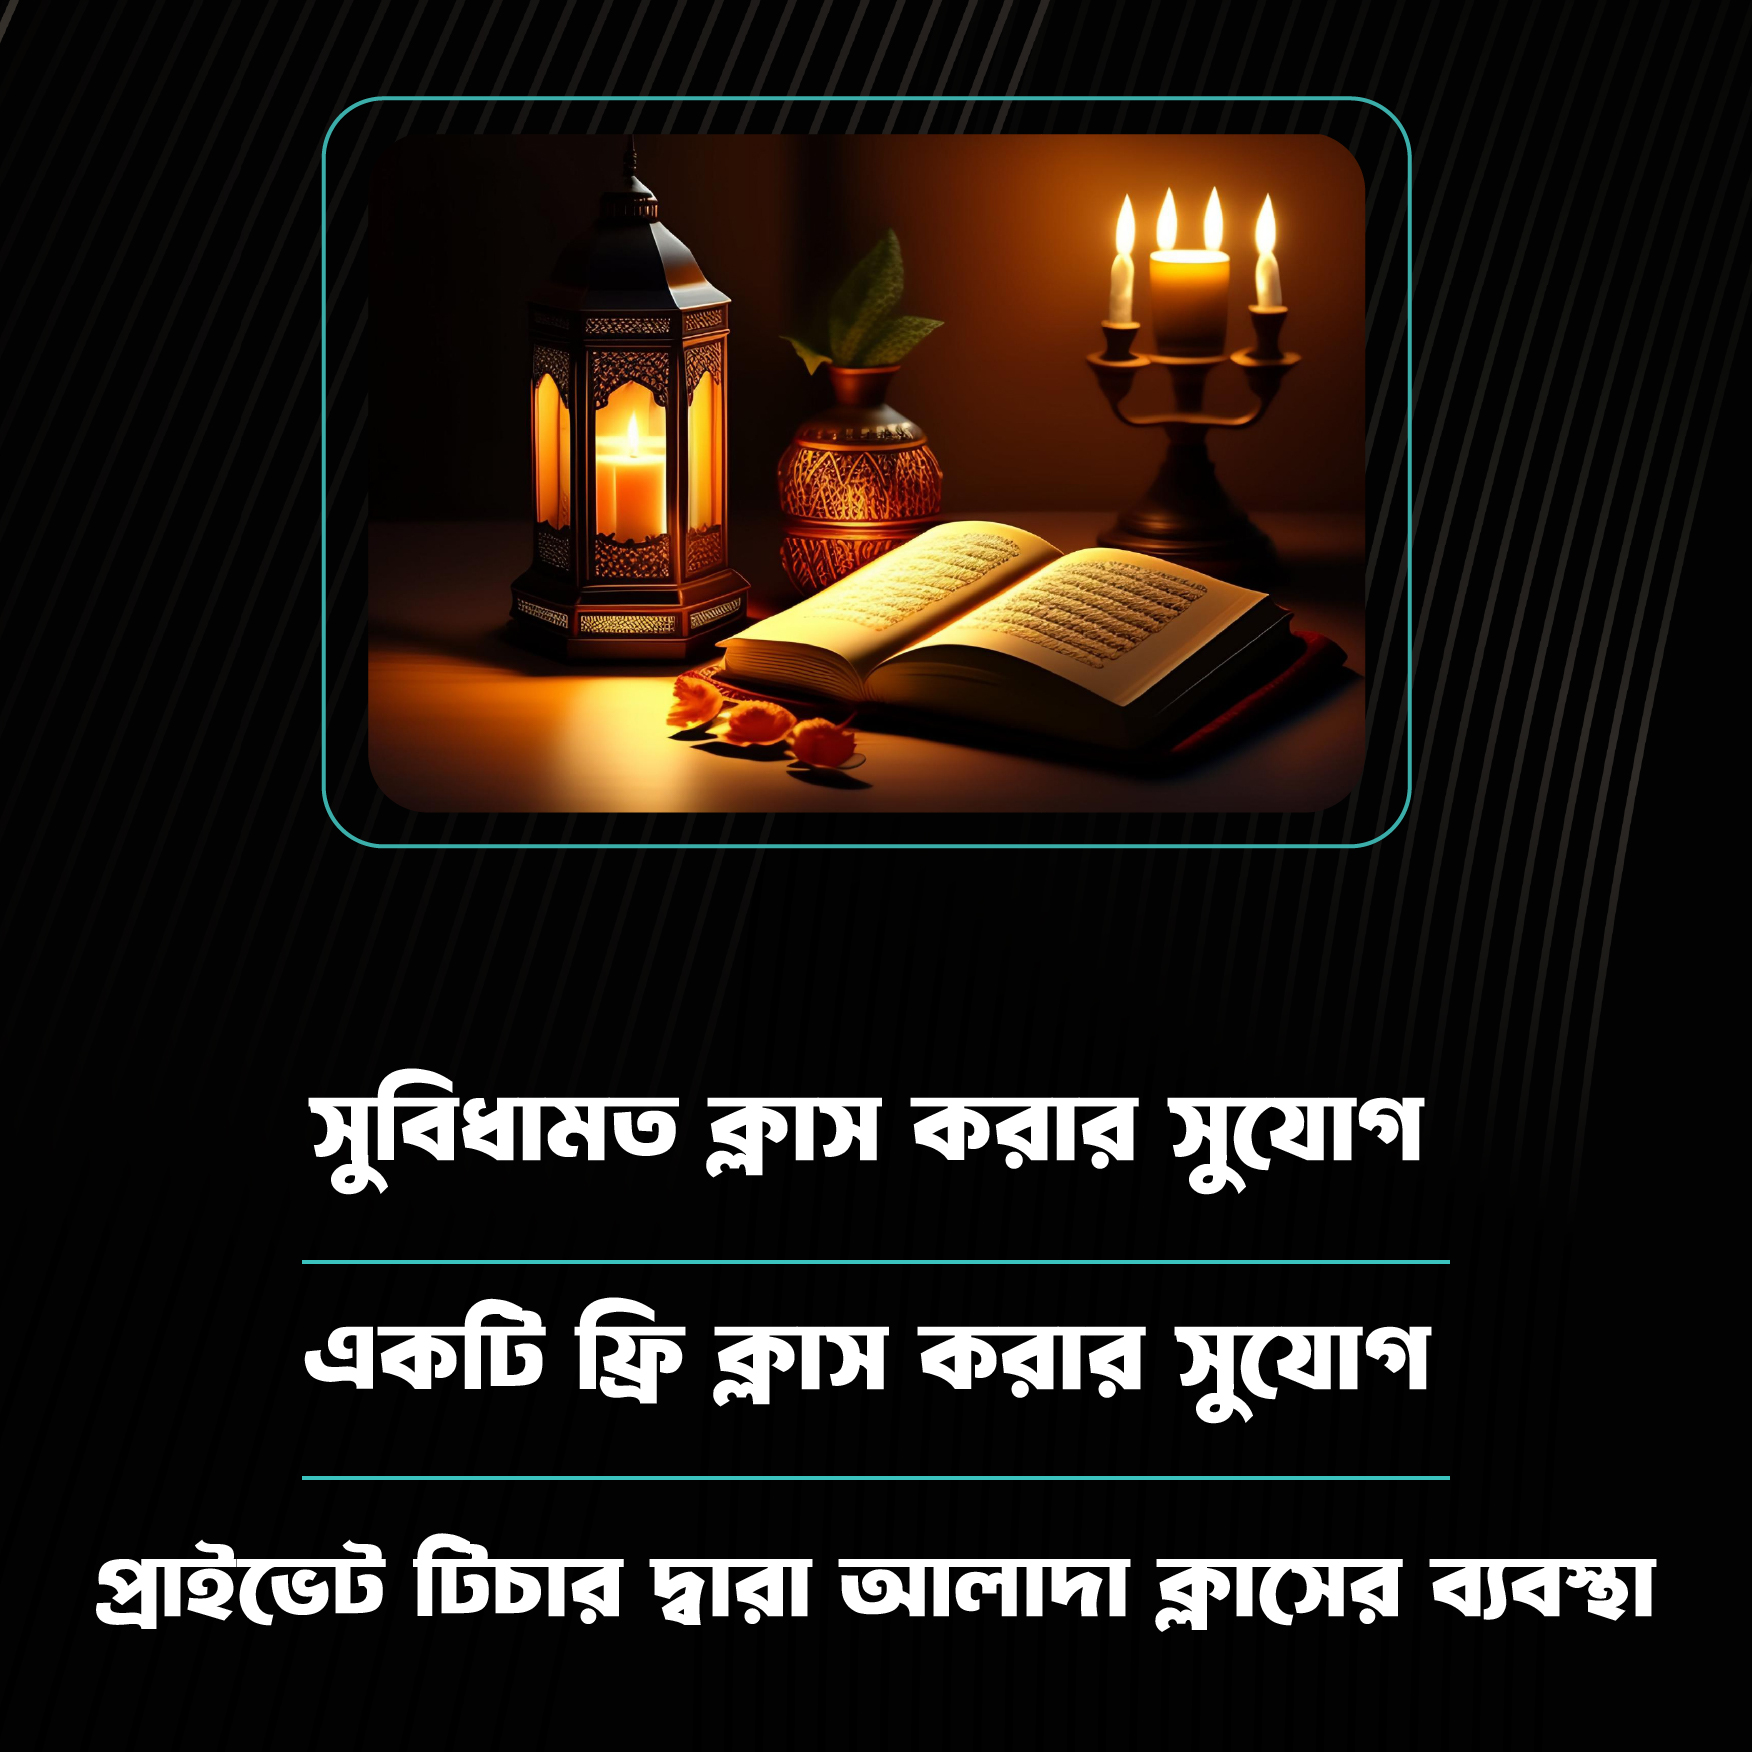 সুবিধামত ক্লাস করার সুযোগ
একটি ফ্রি ক্লাস করার সুযোগ
প্রাইভেট টিচার দ্বারা আলাদা ক্লাসের ব্যবস্থা